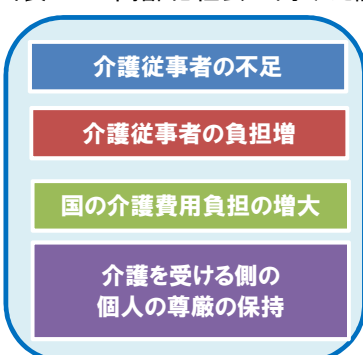 介護従事者の不足
介護従事者の負担増
国の介護費用負担の増大
介護を受ける側の
個人の尊厳の保持